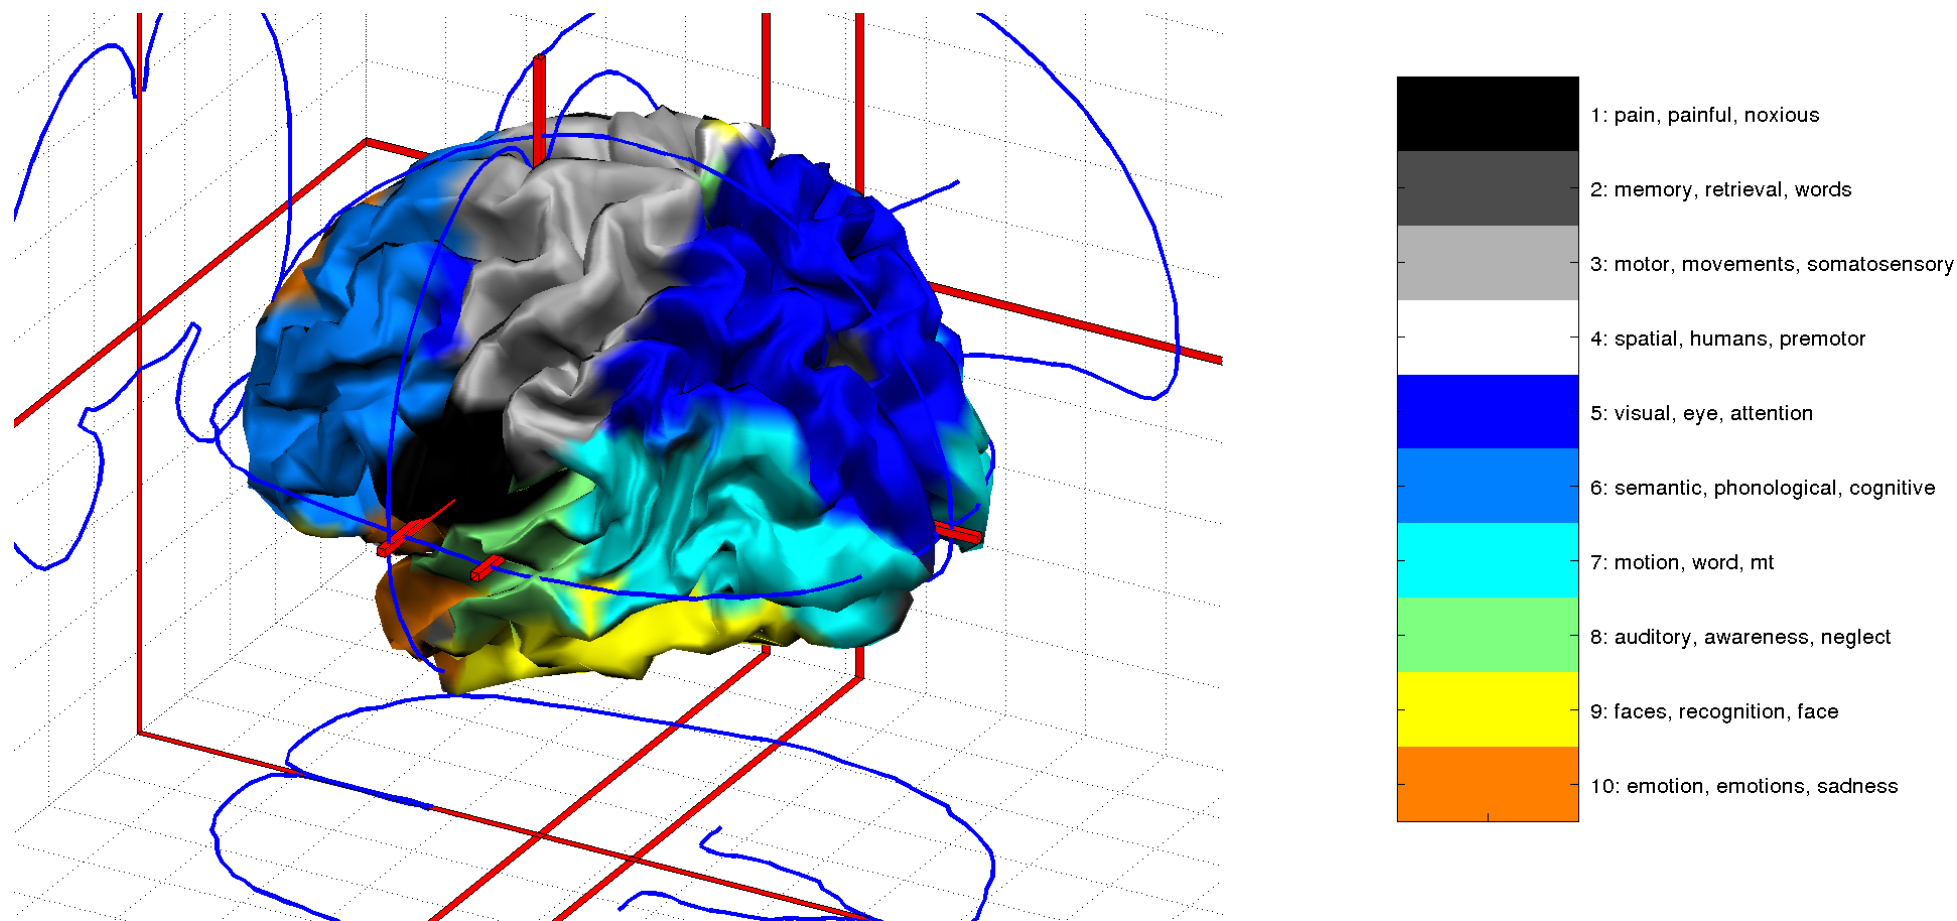 1: pain, painful, noxious
2: memory, retrieval, words
3: motor, movements, somatosensory
4: spatial, humans, premotor
5: visual, eye, attention
6: semantic, phonological, cognitive
7: motion, word, mt
8: auditory, awareness, neglect
9: faces, recognition, face
10: emotion, emotions, sadness